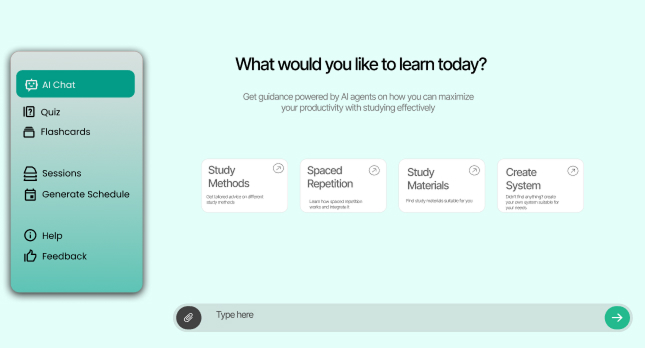 What would you like to learn today?
Get guidance powered by AI agents on how you can maximize
your productivity with studying effectively
AI Chat
Quiz
Flashcards
Sessions
Generate Schedule
Help
Feedback
Study
Methods
Get tailored advice on different
study methods
Spaced
Repetition
Learn how spaced repetition
works and integrate it
Study
Materials
Find study materials suitable for you
Create
System
Didn't find anything? create
your own system suitable for
your needs
Type here